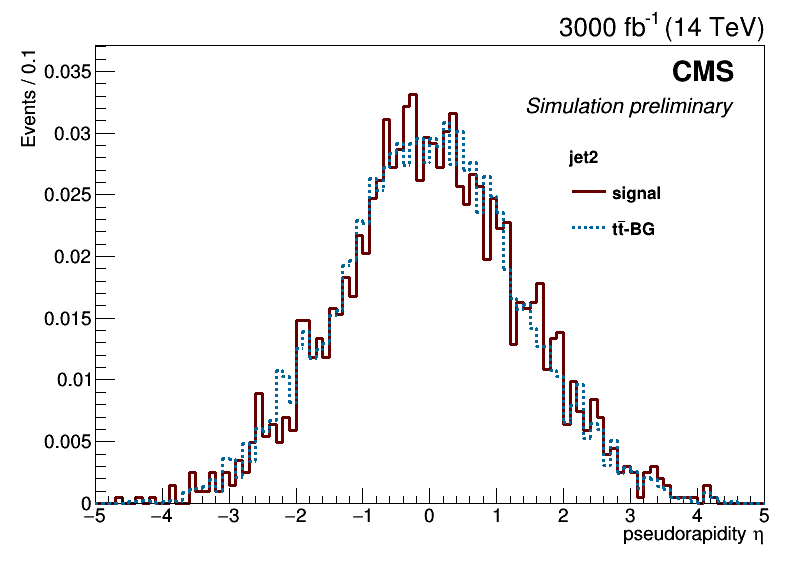 3000 fb⁻¹ (14 TeV)
Events / 0.1
CMS
Simulation preliminary
jet2
signal
tt̄-BG
0.035
0.03
0.025
0.02
0.015
0.01
0.005
0
−5 −4 −3 −2 −1 0 1 2 3 4 5
pseudorapidity η